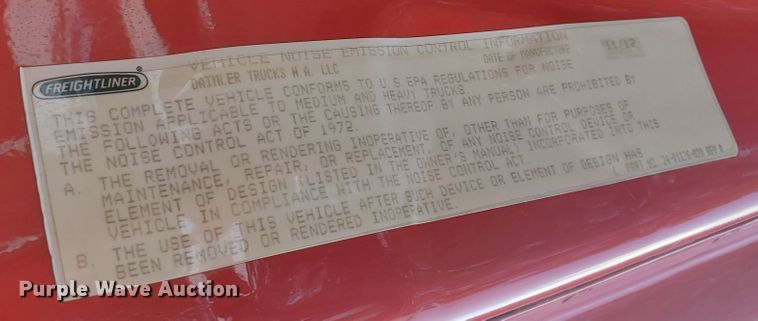 FREIGHTLINER
VEHICLE NOISE EMISSION CONTROL INFORMATION
DAIMLER TRUCKS N.A. LLC DATE OF MANUFACTURE 11/12
THIS COMPLETE VEHICLE CONFORMS TO U.S.EPA REGULATIONS FOR NOISE
EMISSION APPLICABLE TO MEDIUM AND HEAVY TRUCKS.
THE FOLLOWING ACTS OR THE CAUSING THEREOF BY ANY PERSON ARE PROHIBITED BY
THE NOISE CONTROL ACT OF 1972.
A. THE REMOVAL OR RENDERING INOPERATIVE OF, OTHER THAN FOR PURPOSES OF
MAINTENANCE, REPAIR, OR REPLACEMENT, OF ANY NOISE CONTROL DEVICE OR
ELEMENT OF DESIGN (LISTED IN THE OWNER'S MANUAL) INCORPORATED INTO THIS
VEHICLE IN COMPLIANCE WITH THE NOISE CONTROL ACT.
B. THE USE OF THIS VEHICLE AFTER SUCH DEVICE OR ELEMENT OF DESIGN HAS
BEEN REMOVED OR RENDERED INOPERATIVE.
PART NO. REV
Purple Wave Auction